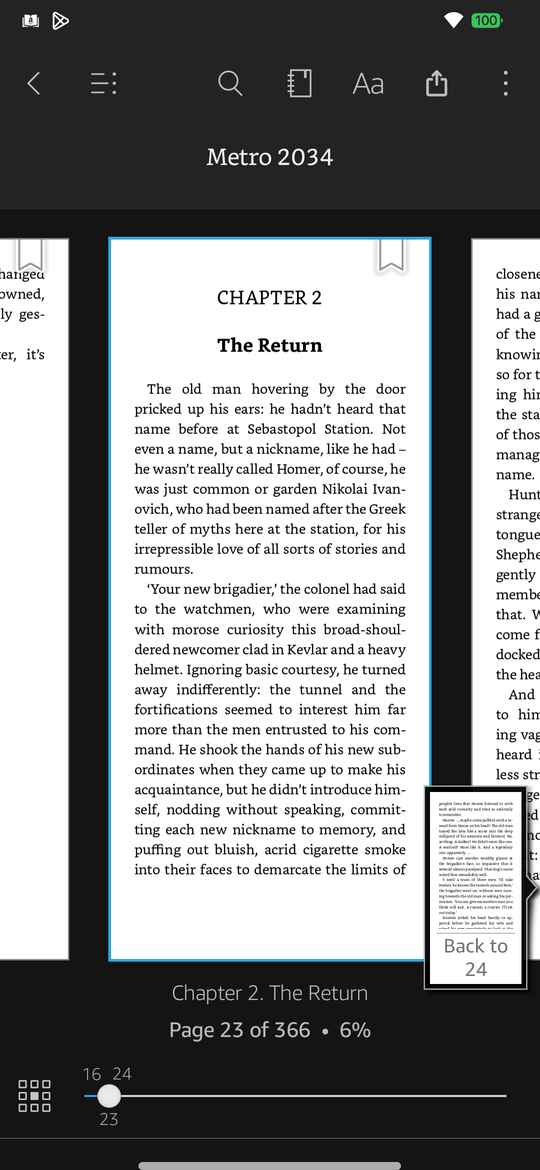 100
Aa
Metro 2034
hanged
owned,
ly ges-
er, it's
CHAPTER 2
The Return
The old man hovering by the door
pricked up his ears: he hadn't heard that
name before at Sebastopol Station. Not
even a name, but a nickname, like he had –
he wasn't really called Homer, of course, he
was just common or garden Nikolai Ivan-
ovich, who had been named after the Greek
teller of myths here at the station, for his
irrepressible love of all sorts of stories and
rumours.
‘Your new brigadier,’ the colonel had said
to the watchmen, who were examining
with morose curiosity this broad-shoul-
dered newcomer clad in Kevlar and a heavy
helmet. Ignoring basic courtesy, he turned
away indifferently: the tunnel and the
fortifications seemed to interest him far
more than the men entrusted to his com-
mand. He shook the hands of his new sub-
ordinates when they came up to make his
acquaintance, but he didn't introduce him-
self, nodding without speaking, commit-
ting each new nickname to memory, and
puffing out bluish, acrid cigarette smoke
into their faces to demarcate the limits of
closene
his nar
had a g
of the
knowin
so for t
ing hin
the sta
of thos
manag
name.
Hunt
strange
tongue
Shephe
gently
membe
that. W
come f
docked
the hea
And
to him
ing vag
heard i
less str
Back to
24
Chapter 2. The Return
Page 23 of 366 • 6%
16 24
23